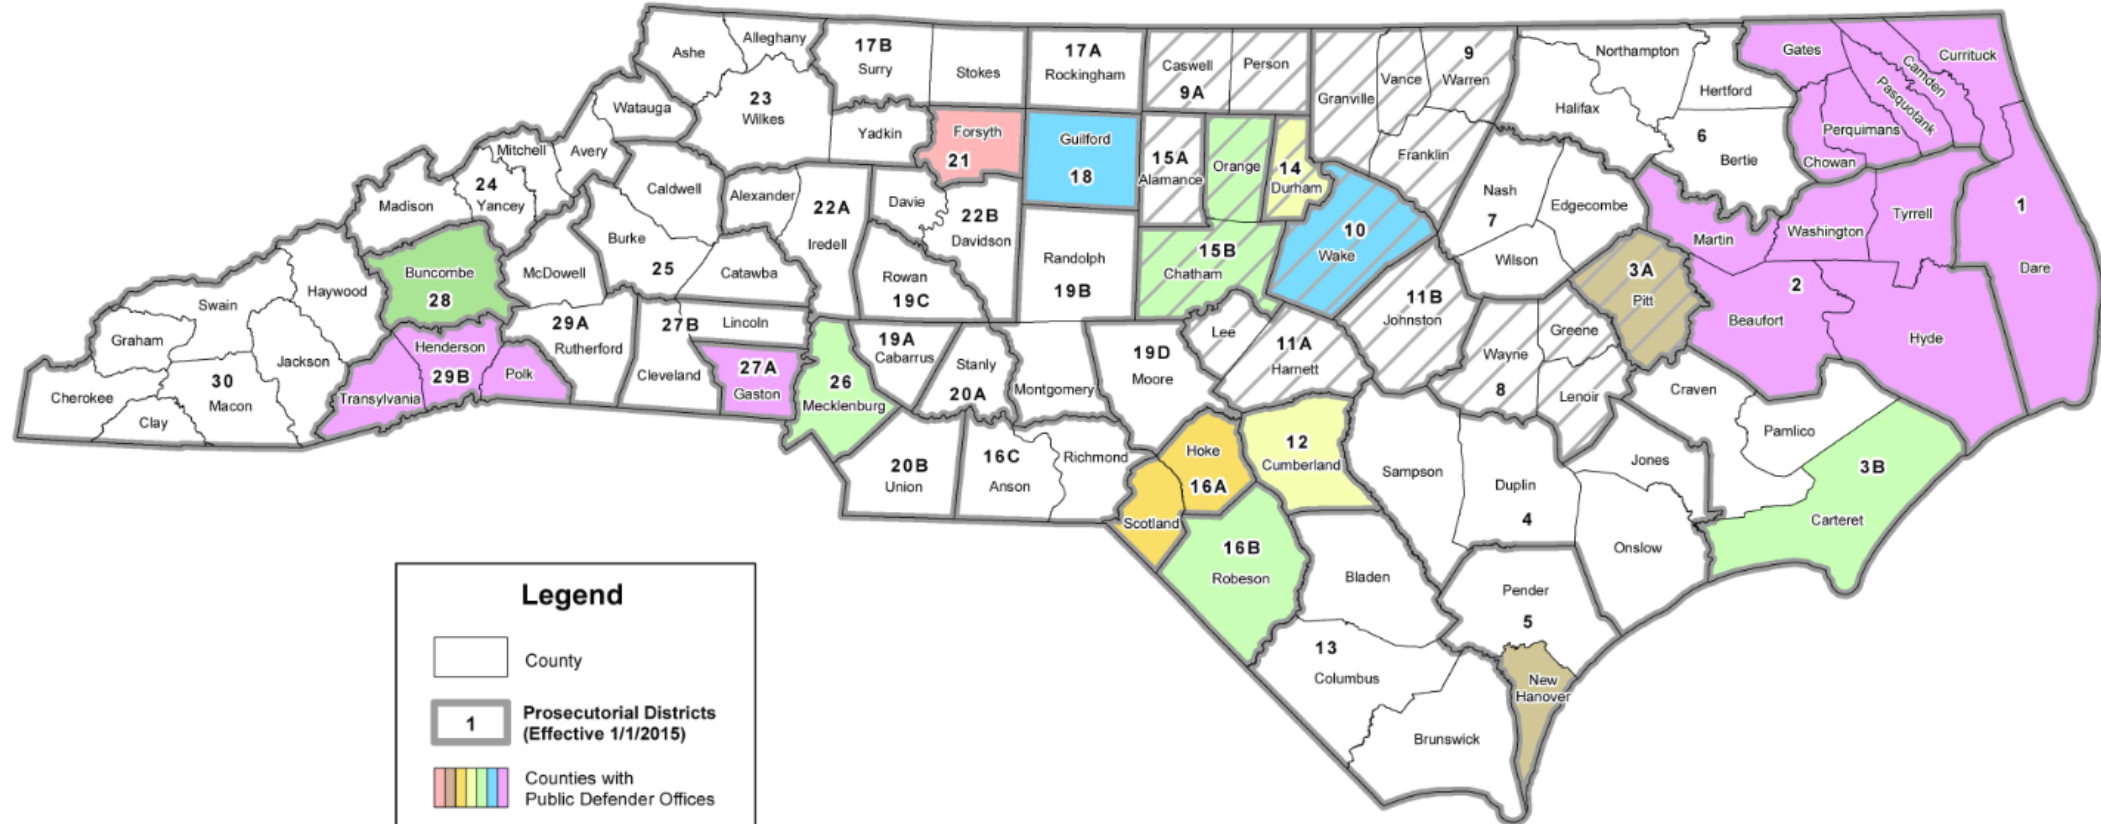 Ashe
Alleghany
17B
Surry
Stokes
17A
Rockingham
Caswell
9A
Person
Granville
Vance
9
Warren
Franklin
Northampton
Halifax
Hertford
6
Bertie
Gates
Currituck
Camden
Pasquotank
Perquimans
Chowan
Watauga
23
Wilkes
Yadkin
Forsyth
21
Guilford
18
15A
Alamance
Orange
14
Durham
Mitchell
Avery
24
Yancey
Madison
Caldwell
Alexander
22A
Iredell
Davie
22B
Davidson
Randolph
19B
15B
Chatham
10
Wake
Nash
7
Edgecombe
Wilson
Martin
Washington
Tyrrell
1
Dare
Buncombe
28
McDowell
Burke
25
Catawba
Rowan
19C
11B
Johnston
3A
Pitt
2
Beaufort
Hyde
Swain
Haywood
Graham
Jackson
30
Macon
Cherokee
Clay
Henderson
29B
Transylvania
Polk
29A
Rutherford
27B
Lincoln
Cleveland
27A
Gaston
26
Mecklenburg
19A
Cabarrus
Stanly
20A
Montgomery
19D
Moore
Lee
11A
Harnett
Wayne
8
Greene
Lenoir
Craven
Pamlico
3B
Carteret
Jones
20B
Union
16C
Anson
Richmond
Hoke
16A
Scotland
12
Cumberland
Sampson
Duplin
4
Onslow
16B
Robeson
Bladen
Pender
5
13
Columbus
New
Hanover
Brunswick
Legend
County
1
Prosecutorial Districts
(Effective 1/1/2015)
Counties with
Public Defender Offices